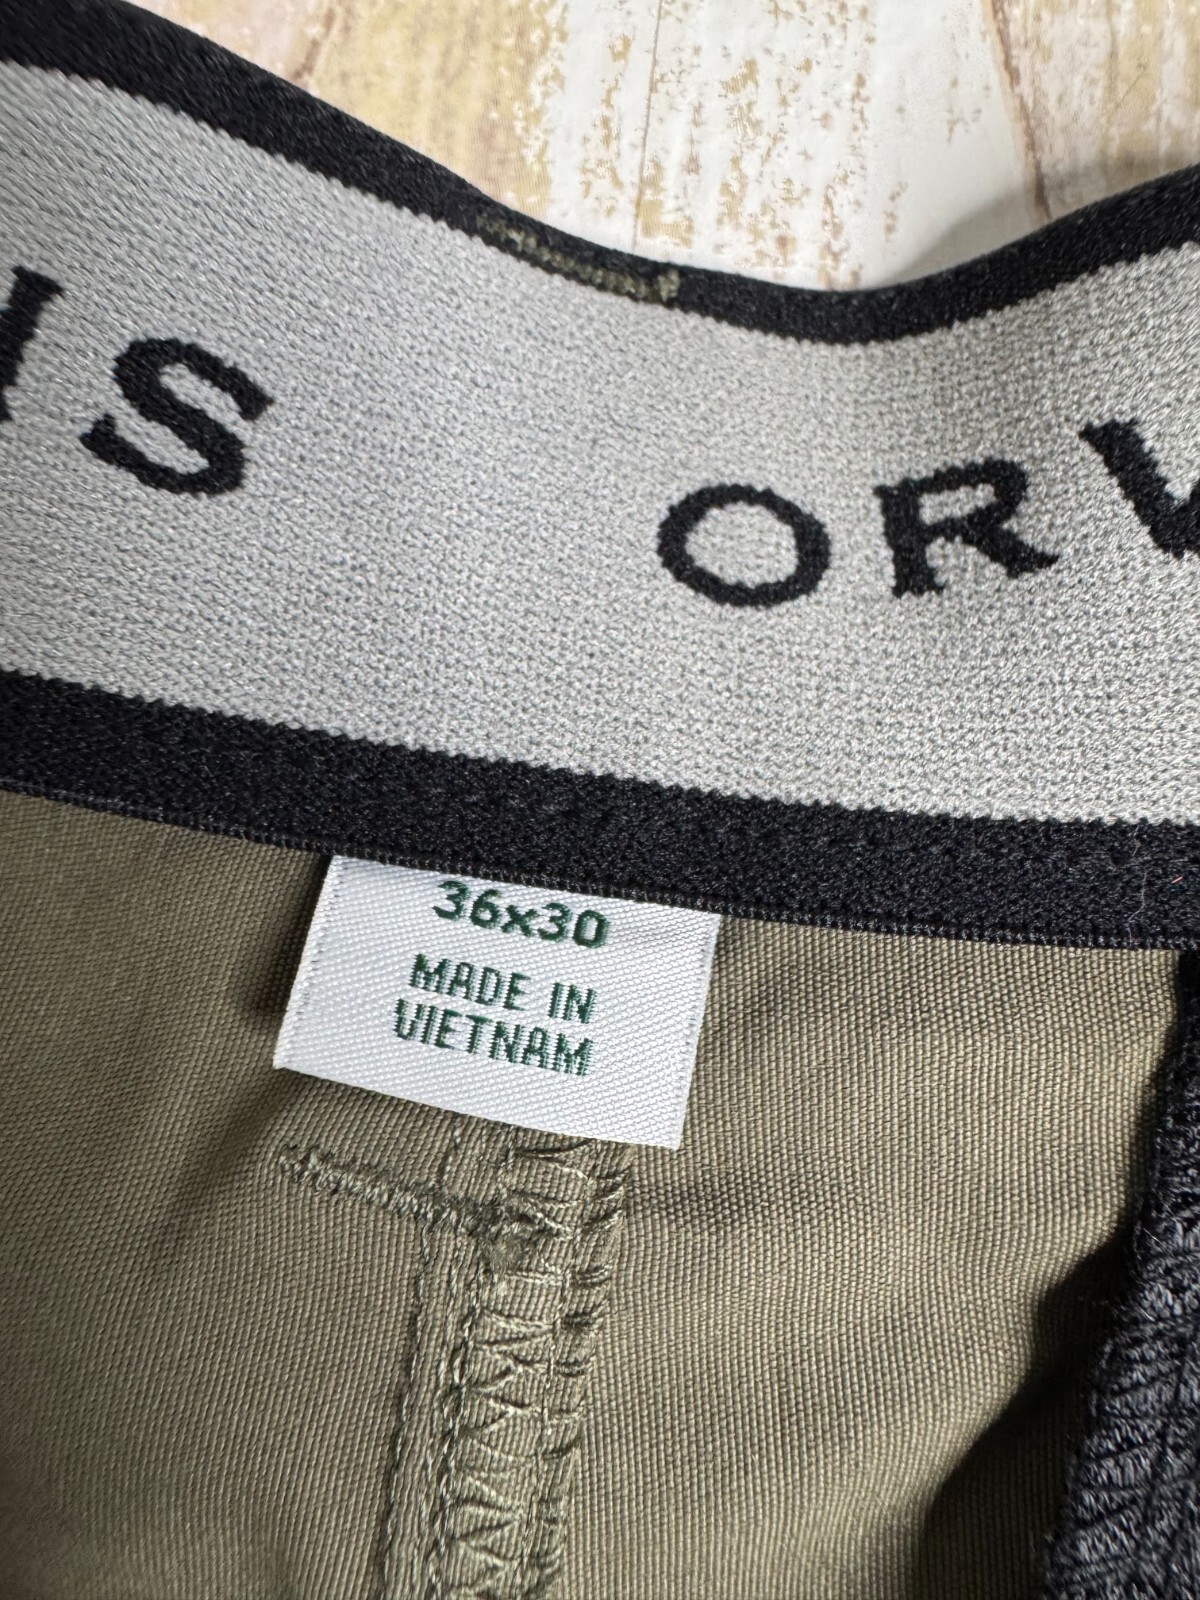 IS ORV
36x30
MADE IN
VIETNAM